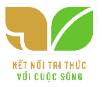 KẾT NỐI TRI THỨC
VỚI CUỘC SỐNG